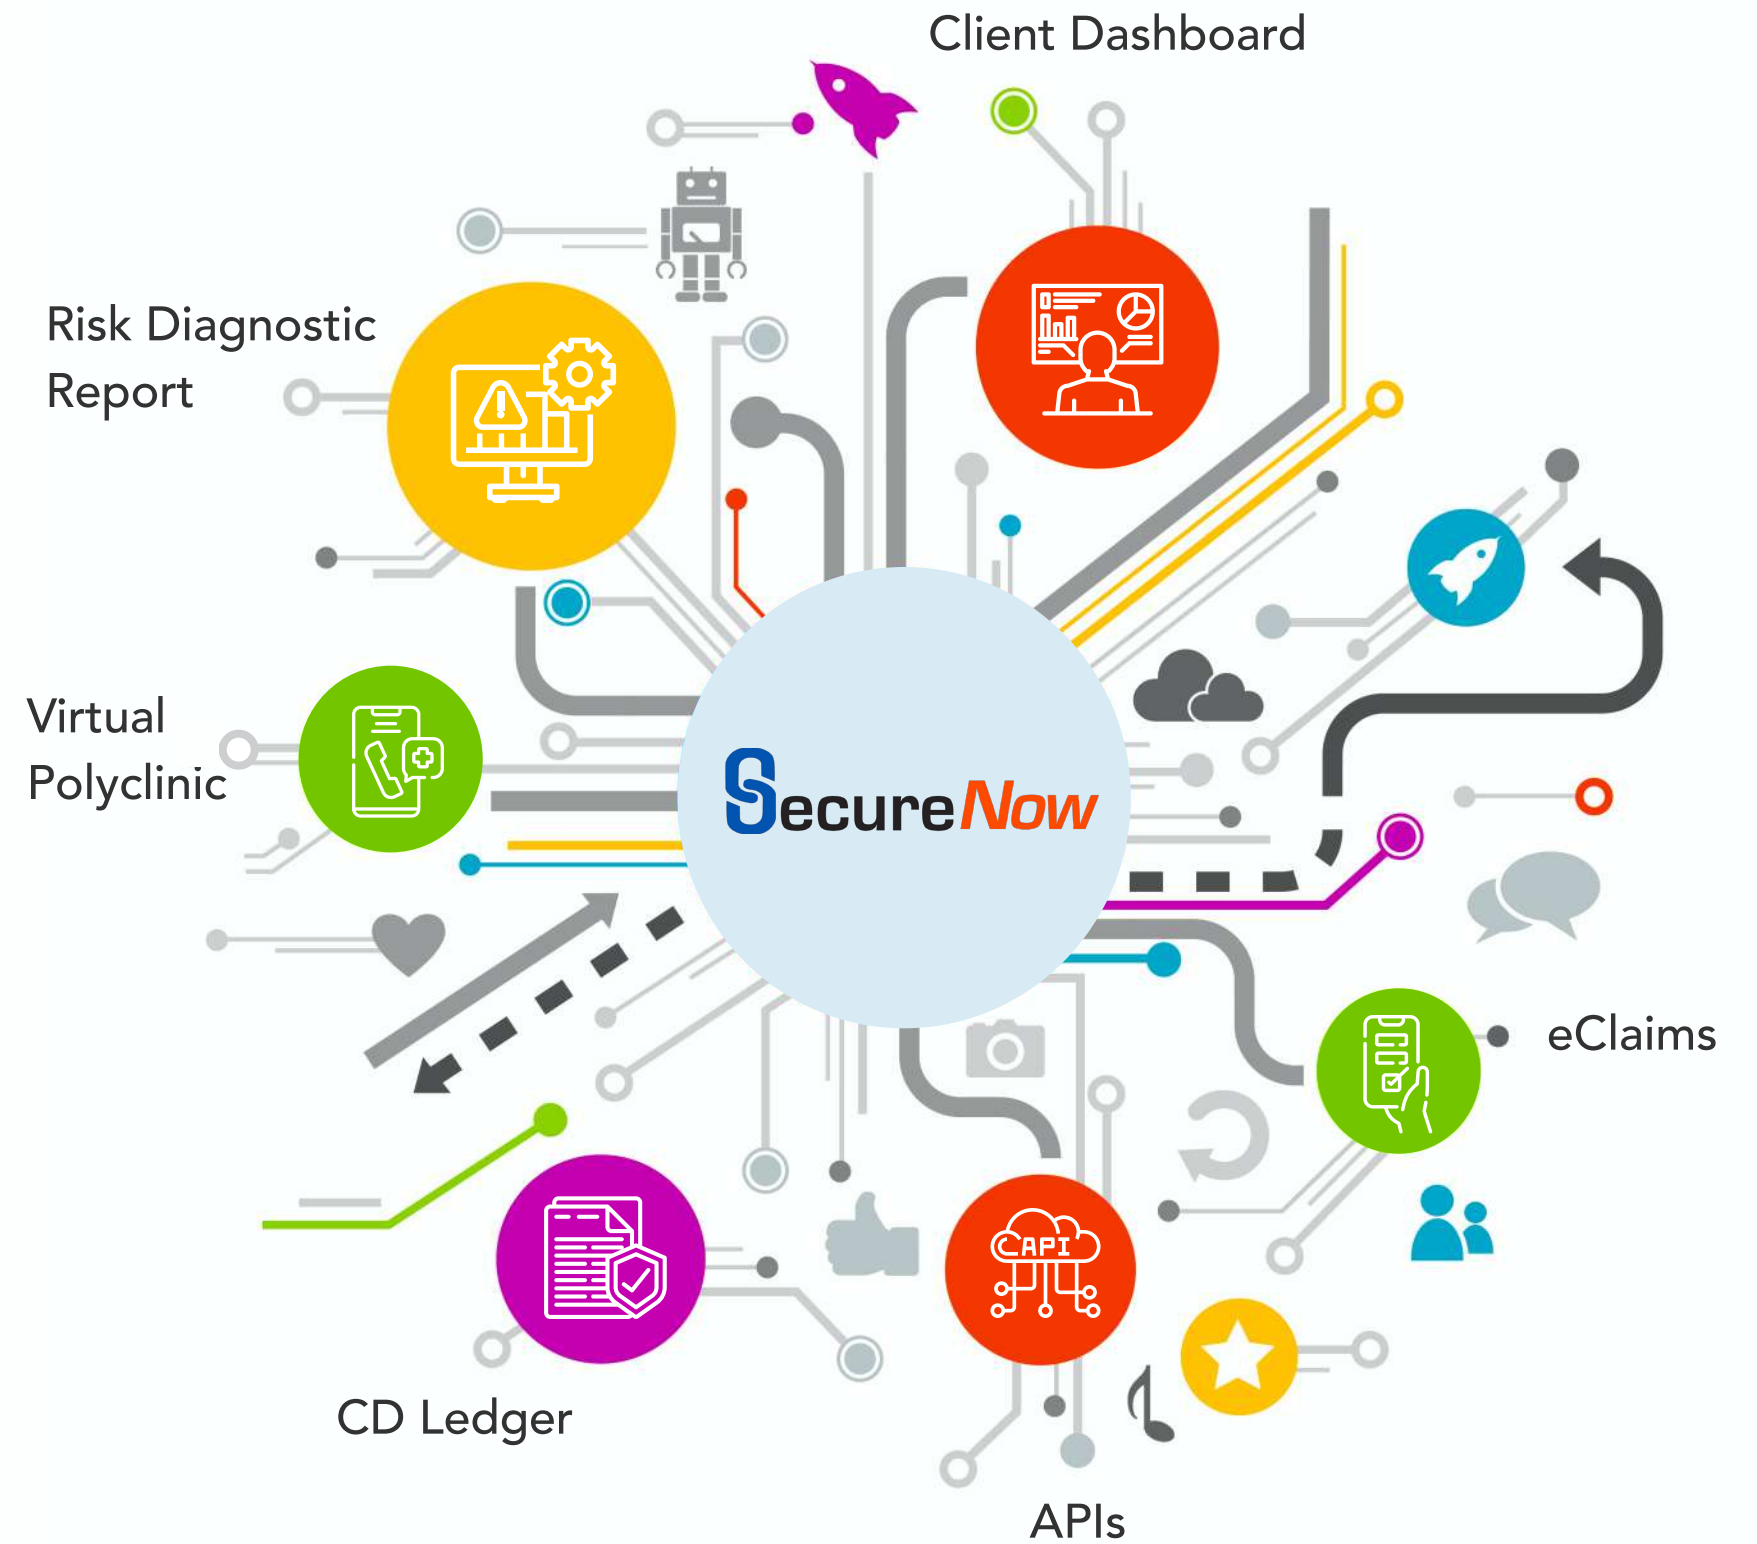 Client Dashboard
Risk Diagnostic
Report
Virtual
Polyclinic
SecureNow
eClaims
API
CD Ledger
APIs